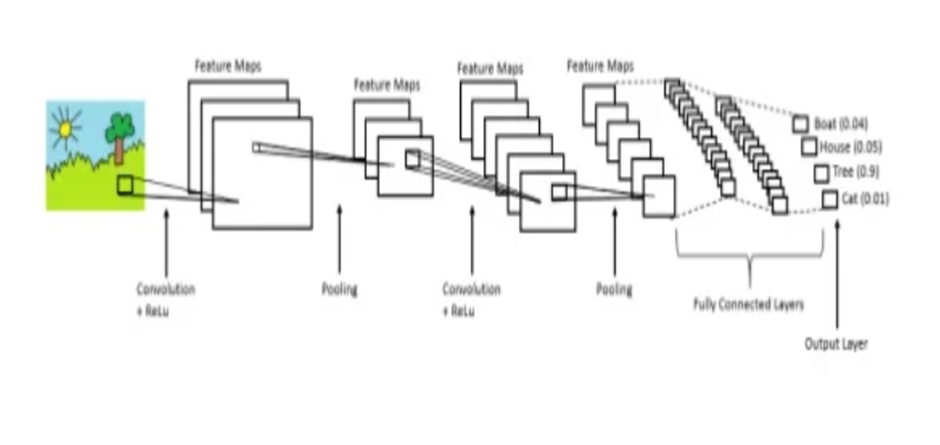 Feature Maps
Feature Maps
Feature Maps
Feature Maps
Boat (0.04)
House (0.05)
Tree (0.9)
Cat (0.01)
Convolution
+ ReLu
Pooling
Convolution
+ ReLu
Pooling
Fully Connected Layers
Output Layer